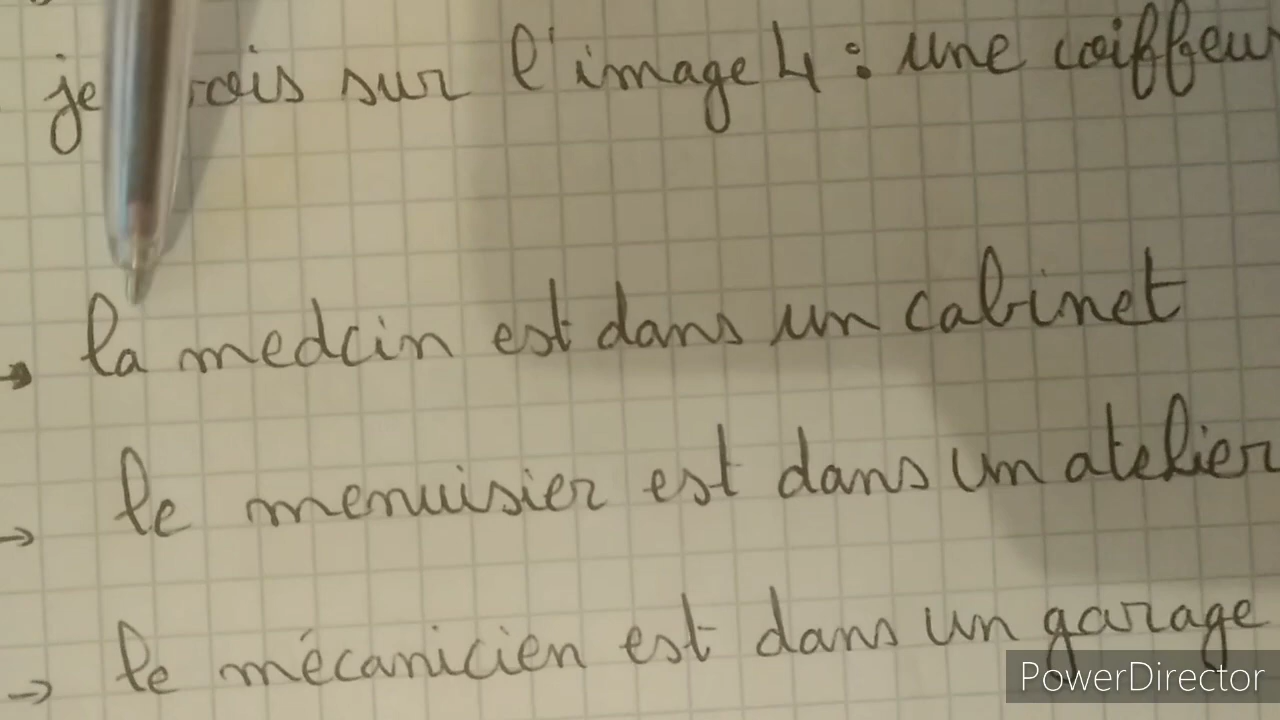 je sur l'image 4 : une coiffeu
→ la medcin est dans un cabinet
→ le menuisier est dans un atelier
→ le mécanicien est dans un garage
PowerDirector